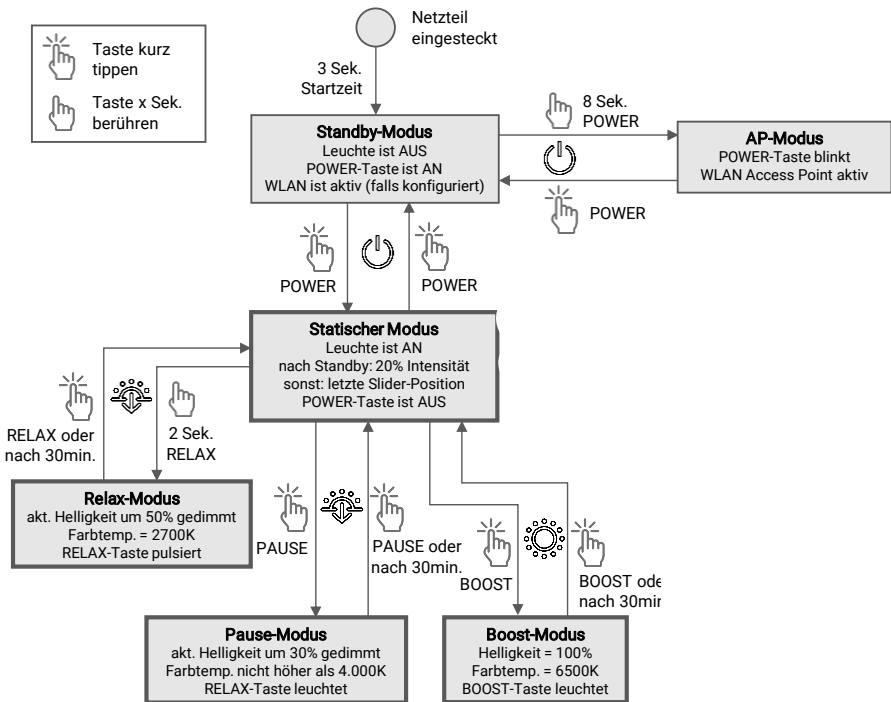 Netzteil
eingesteckt
Taste kurz
tippen
Taste x Sek.
berühren
3 Sek.
Startzeit
Standby-Modus
Leuchte ist AUS
POWER-Taste ist AN
WLAN ist aktiv (falls konfiguriert)
8 Sek.
POWER
AP-Modus
POWER-Taste blinkt
WLAN Access Point aktiv
POWER
POWER
POWER
Statischer Modus
Leuchte ist AN
nach Standby: 20% Intensität
sonst: letzte Slider-Position
POWER-Taste ist AUS
RELAX oder
nach 30min.
2 Sek.
RELAX
Relax-Modus
akt. Helligkeit um 50% gedimmt
Farbtemp. = 2700K
RELAX-Taste pulsiert
PAUSE
PAUSE oder
nach 30min.
BOOST
BOOST ode
nach 30min
Pause-Modus
akt. Helligkeit um 30% gedimmt
Farbtemp. nicht höher als 4.000K
RELAX-Taste leuchtet
Boost-Modus
Helligkeit = 100%
Farbtemp. = 6500K
BOOST-Taste leuchtet